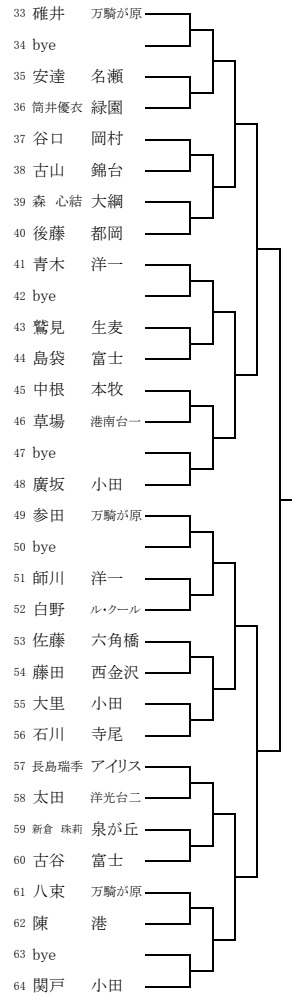 33 碓井 万騎が原
34 bye
35 安達 名瀬
36 筒井優衣 緑園
37 谷口 岡村
38 古山 錦台
39 森 心結 大綱
40 後藤 都岡
41 青木 洋一
42 bye
43 鷲見 生麦
44 島袋 富士
45 中根 本牧
46 草場 港南台一
47 bye
48 廣坂 小田
49 参田 万騎が原
50 bye
51 師川 洋一
52 白野 ル・クール
53 佐藤 六角橋
54 藤田 西金沢
55 大里 小田
56 石川 寺尾
57 長島瑞季 アイリス
58 太田 洋光台二
59 新倉 珠莉 泉が丘
60 古谷 富士
61 八束 万騎が原
62 陳 港
63 bye
64 関戸 小田